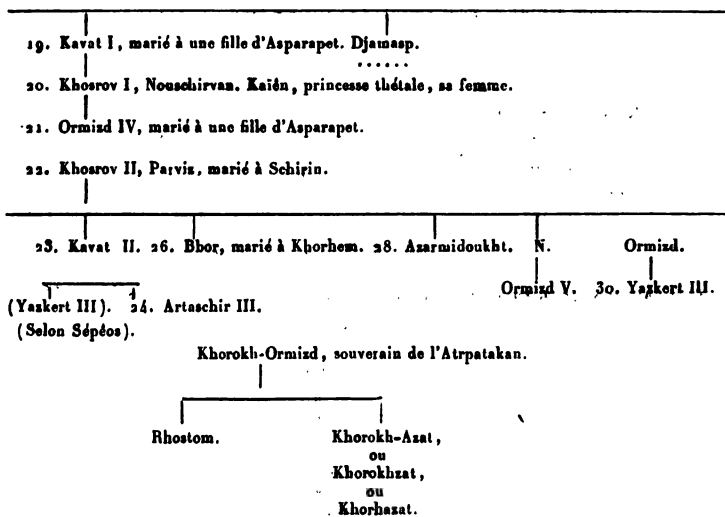 19. Kavat I, marié à une fille d'Asparapet. Djamasp.
20. Khosrov I, Nouschirvan. Kaïén, princesse thétale, sa femme.
21. Ormizd IV, marié à une fille d'Asparapet.
22. Khosrov II, Parviz, marié à Schirin.
23. Kavat II. 26. Bbor, marié à Khorhem. 28. Azarmidoukht. N. Ormizd.
Ormizd V. 30. Yazkert III.
(Yazkert III). 24. Artaschir III.
(Selon Sépéos).
Khorokh-Ormizd, souverain de l'Atrpatakan.
Rhostom. Khorokh-Azat,
ou
Khorokhzat,
ou
Khorhazat.